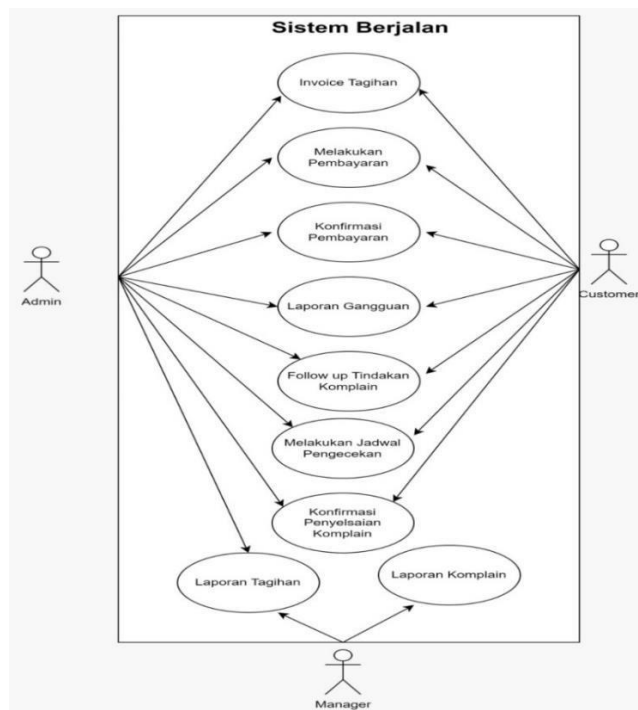 Sistem Berjalan
Invoice Tagihan
Melakukan
Pembayaran
Konfirmasi
Pembayaran
Admin
Customer
Laporan Gangguan
Follow up Tindakan
Komplain
Melakukan Jadwal
Pengecekan
Konfirmasi
Penyelsaian
Komplain
Laporan Tagihan
Laporan Komplain
Manager